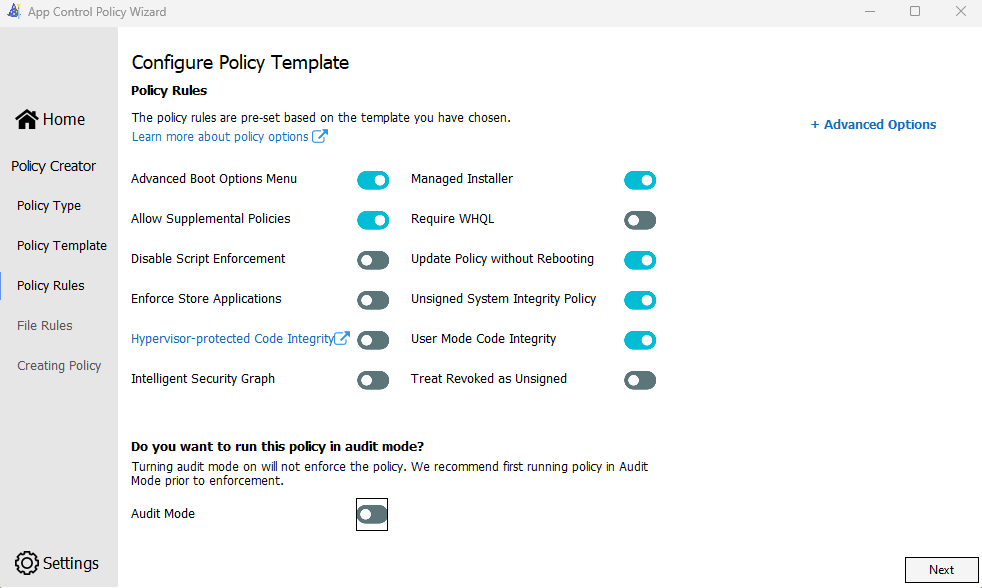 App Control Policy Wizard
Home
Policy Creator
Policy Type
Policy Template
Policy Rules
File Rules
Creating Policy
Settings
Configure Policy Template
Policy Rules
The policy rules are pre-set based on the template you have chosen.
Learn more about policy options
+ Advanced Options
Advanced Boot Options Menu
Managed Installer
Allow Supplemental Policies
Require WHQL
Disable Script Enforcement
Update Policy without Rebooting
Enforce Store Applications
Unsigned System Integrity Policy
Hypervisor-protected Code Integrity
User Mode Code Integrity
Intelligent Security Graph
Treat Revoked as Unsigned
Do you want to run this policy in audit mode?
Turning audit mode on will not enforce the policy. We recommend first running policy in Audit
Mode prior to enforcement.
Audit Mode
Next